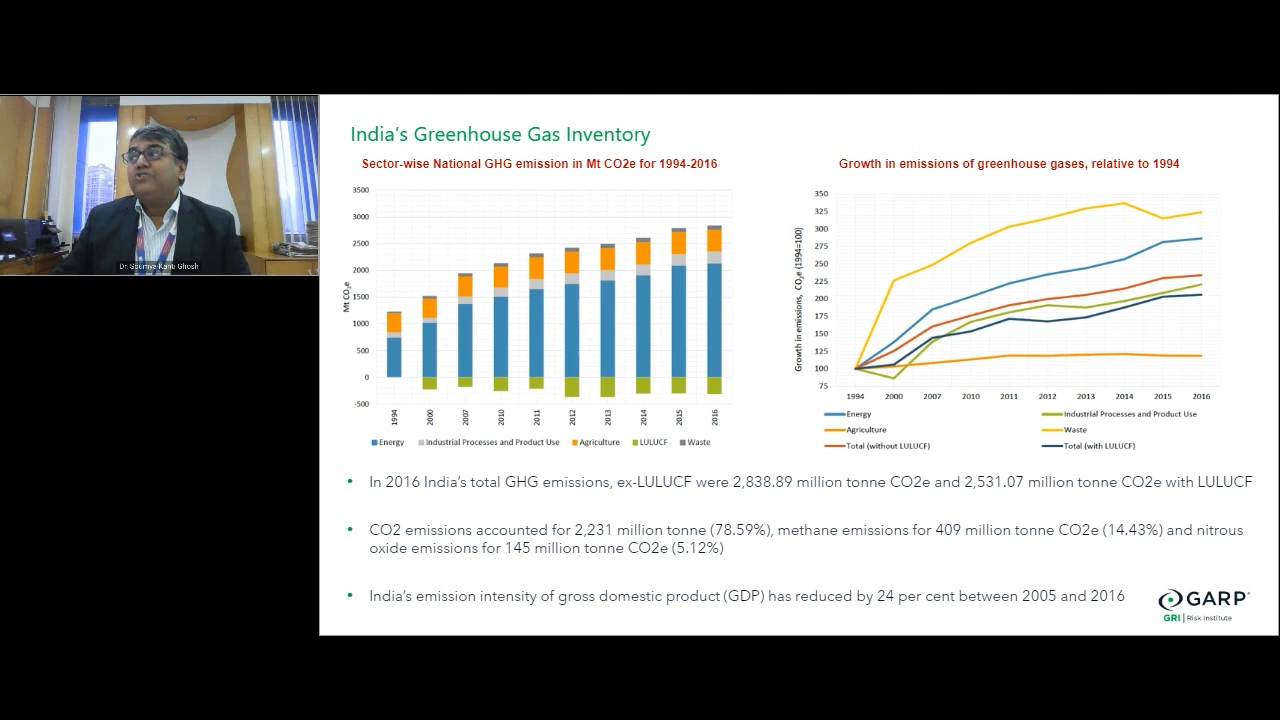 Dr. Soumya Kanti Ghosh
India's Greenhouse Gas Inventory
Sector-wise National GHG emission in Mt CO2e for 1994-2016
Mt CO₂e
3500
3000
2500
2000
1500
1000
500
0
-500
1994
2000
2007
2010
2011
2012
2013
2014
2015
2016
Energy
Industrial Processes and Product Use
Agriculture
LULUCF
Waste
Growth in emissions of greenhouse gases, relative to 1994
Growth in emissions, CO₂e (1994=100)
350
325
300
275
250
225
200
175
150
125
100
75
1994
2000
2007
2010
2011
2012
2013
2014
2015
2016
Energy
Industrial Processes and Product Use
Agriculture
Waste
Total (without LULUCF)
Total (with LULUCF)
• In 2016 India's total GHG emissions, ex-LULUCF were 2,838.89 million tonne CO2e and 2,531.07 million tonne CO2e with LULUCF
• CO2 emissions accounted for 2,231 million tonne (78.59%), methane emissions for 409 million tonne CO2e (14.43%) and nitrous
oxide emissions for 145 million tonne CO2e (5.12%)
• India's emission intensity of gross domestic product (GDP) has reduced by 24 per cent between 2005 and 2016
GARP®
GRI | Risk Institute